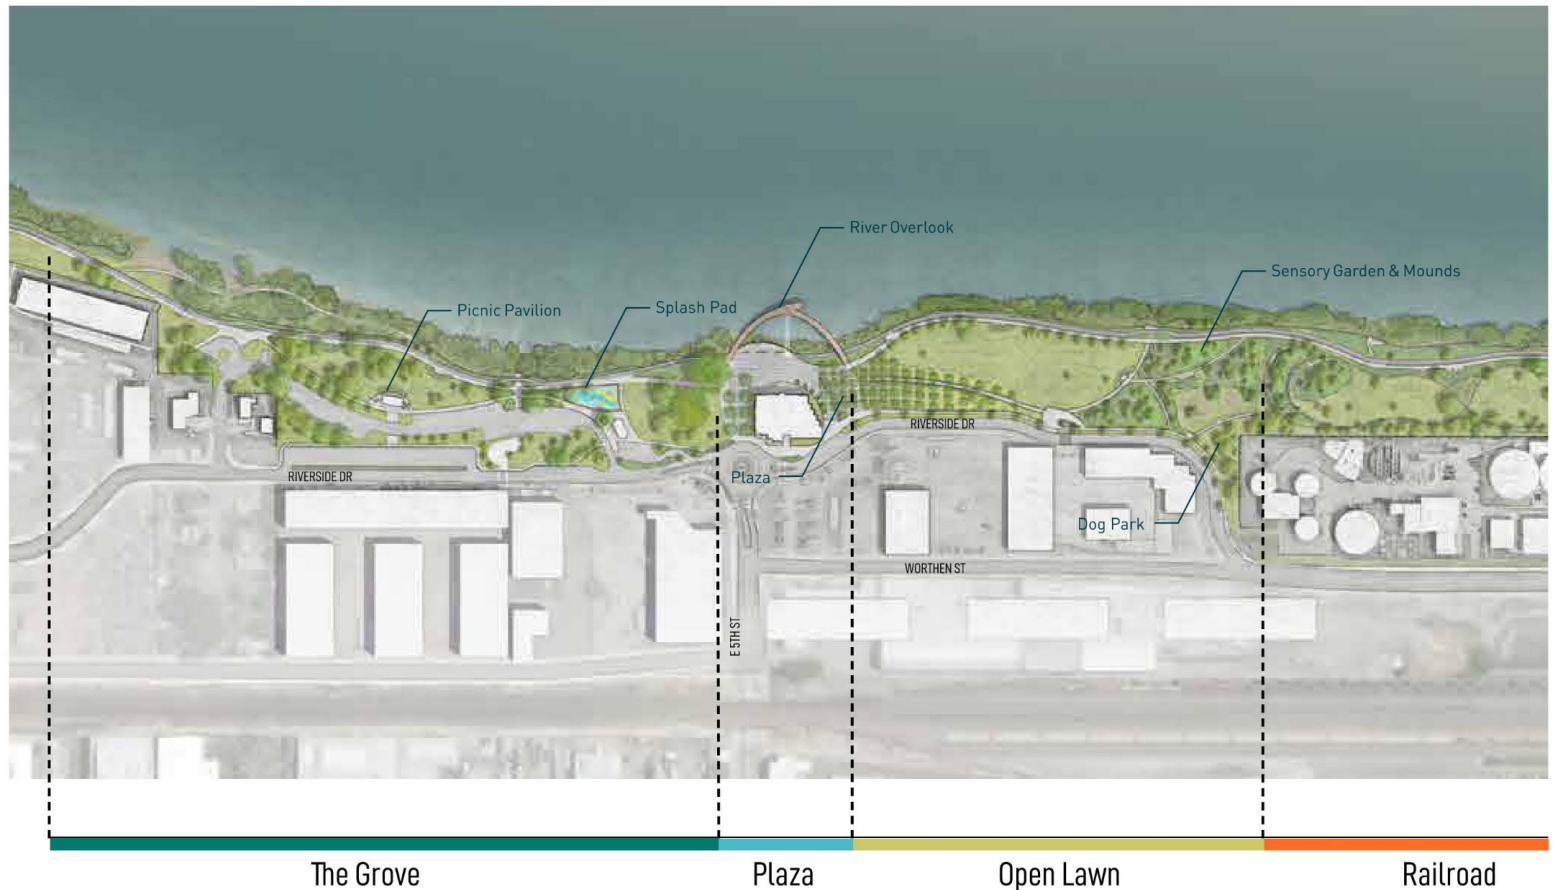 River Overlook
Sensory Garden & Mounds
Picnic Pavilion
Splash Pad
RIVERSIDE DR
RIVERSIDE DR
Plaza
Dog Park
WORTHEN ST
E 5TH ST
The Grove
Plaza
Open Lawn
Railroad